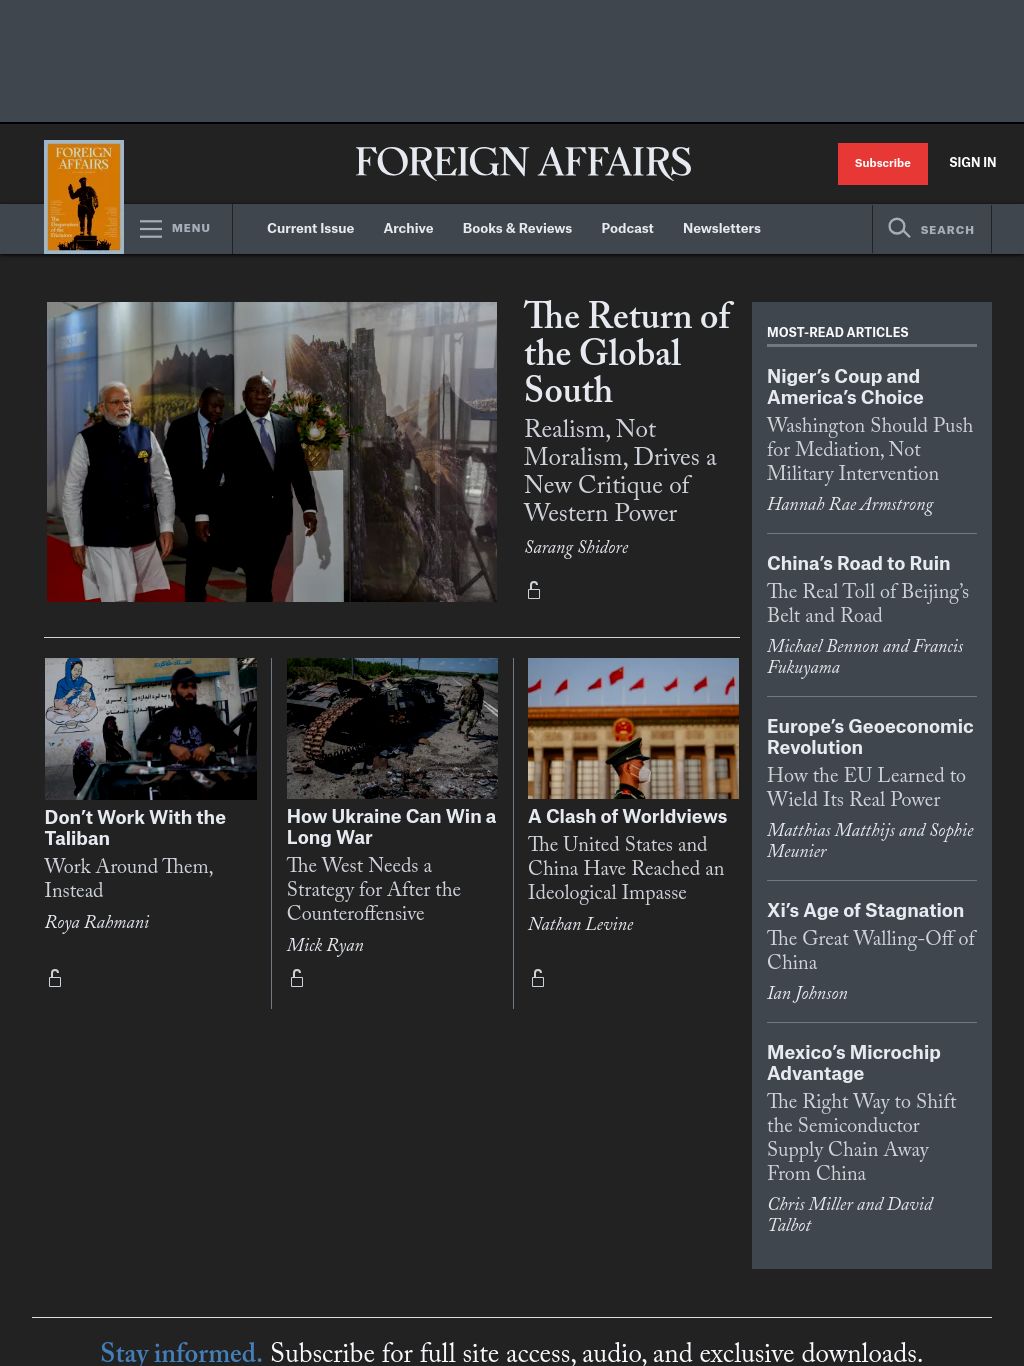 FOREIGN AFFAIRS
Subscribe
SIGN IN
FOREIGN
AFFAIRS
MENU
Current Issue
Archive
Books & Reviews
Podcast
Newsletters
SEARCH
The Return of
the Global
South
Realism, Not
Moralism, Drives a
New Critique of
Western Power
Sarang Shidore
Don’t Work With the
Taliban
Work Around Them,
Instead
Roya Rahmani
How Ukraine Can Win a
Long War
The West Needs a
Strategy for After the
Counteroffensive
Mick Ryan
A Clash of Worldviews
The United States and
China Have Reached an
Ideological Impasse
Nathan Levine
MOST-READ ARTICLES
Niger’s Coup and
America’s Choice
Washington Should Push
for Mediation, Not
Military Intervention
Hannah Rae Armstrong
China’s Road to Ruin
The Real Toll of Beijing’s
Belt and Road
Michael Bennon and Francis
Fukuyama
Europe’s Geoeconomic
Revolution
How the EU Learned to
Wield Its Real Power
Matthias Matthijs and Sophie
Meunier
Xi’s Age of Stagnation
The Great Walling-Off of
China
Ian Johnson
Mexico’s Microchip
Advantage
The Right Way to Shift
the Semiconductor
Supply Chain Away
From China
Chris Miller and David
Talbot
Stay informed. Subscribe for full site access, audio, and exclusive downloads.